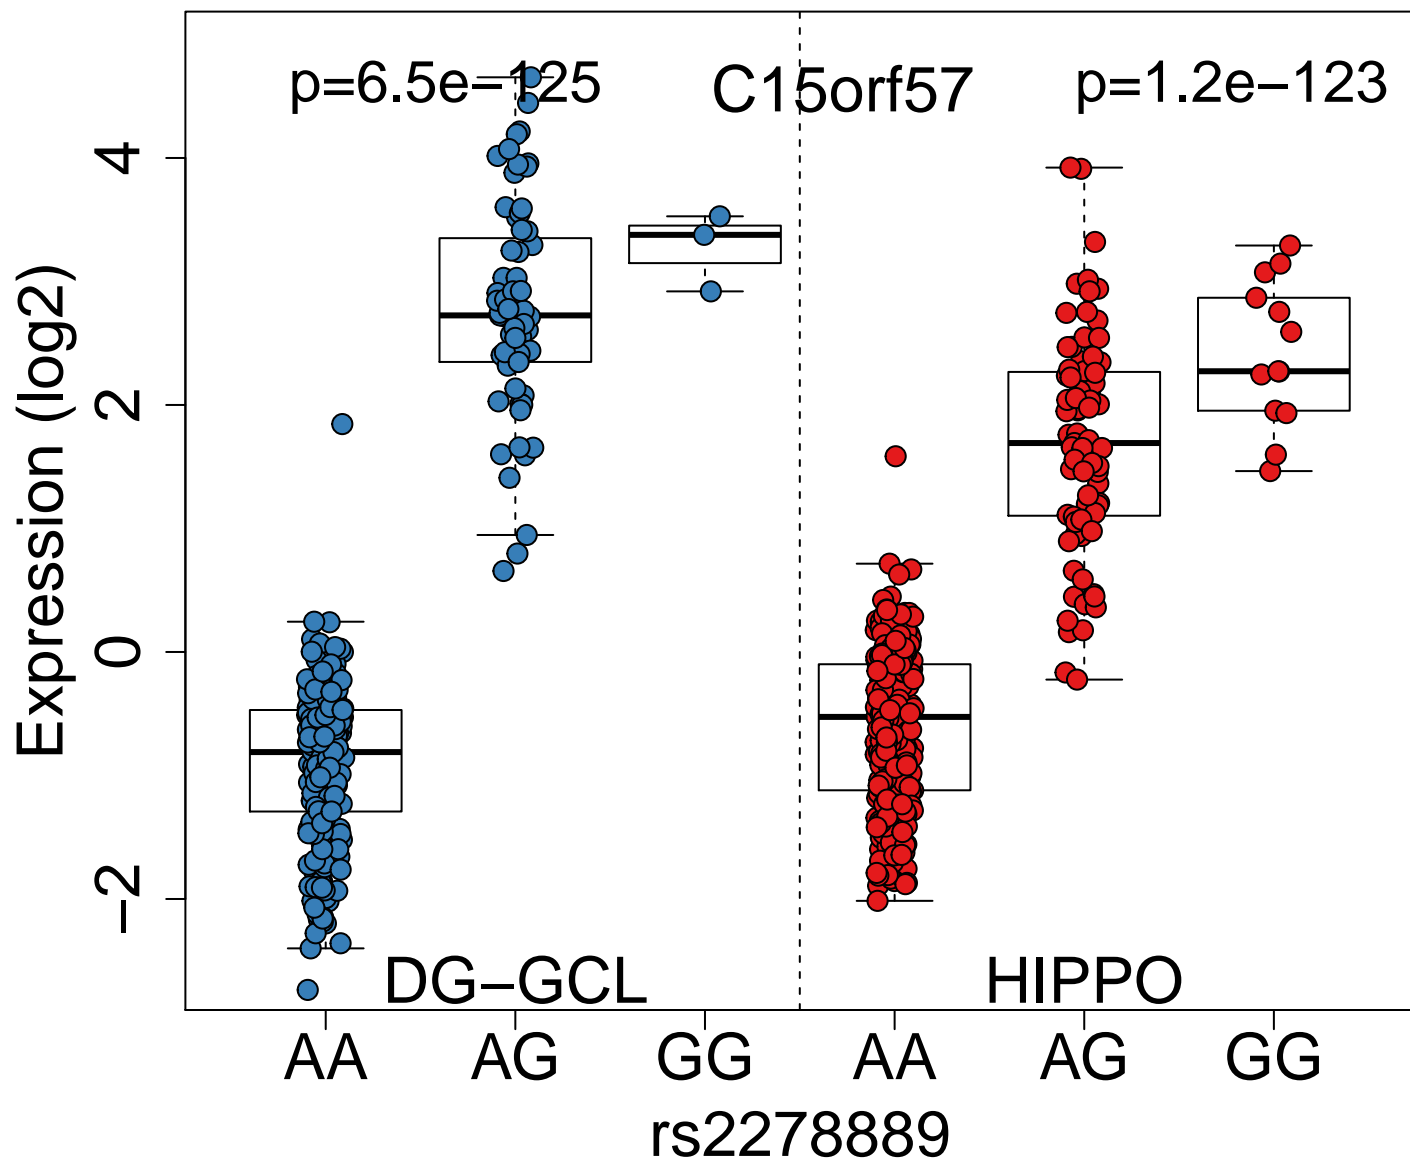 p=6.5e−125 C15orf57 p=1.2e−123
Expression (log2)
4
2
0
−2
DG−GCL HIPPO
AA AG GG AA AG GG
rs2278889